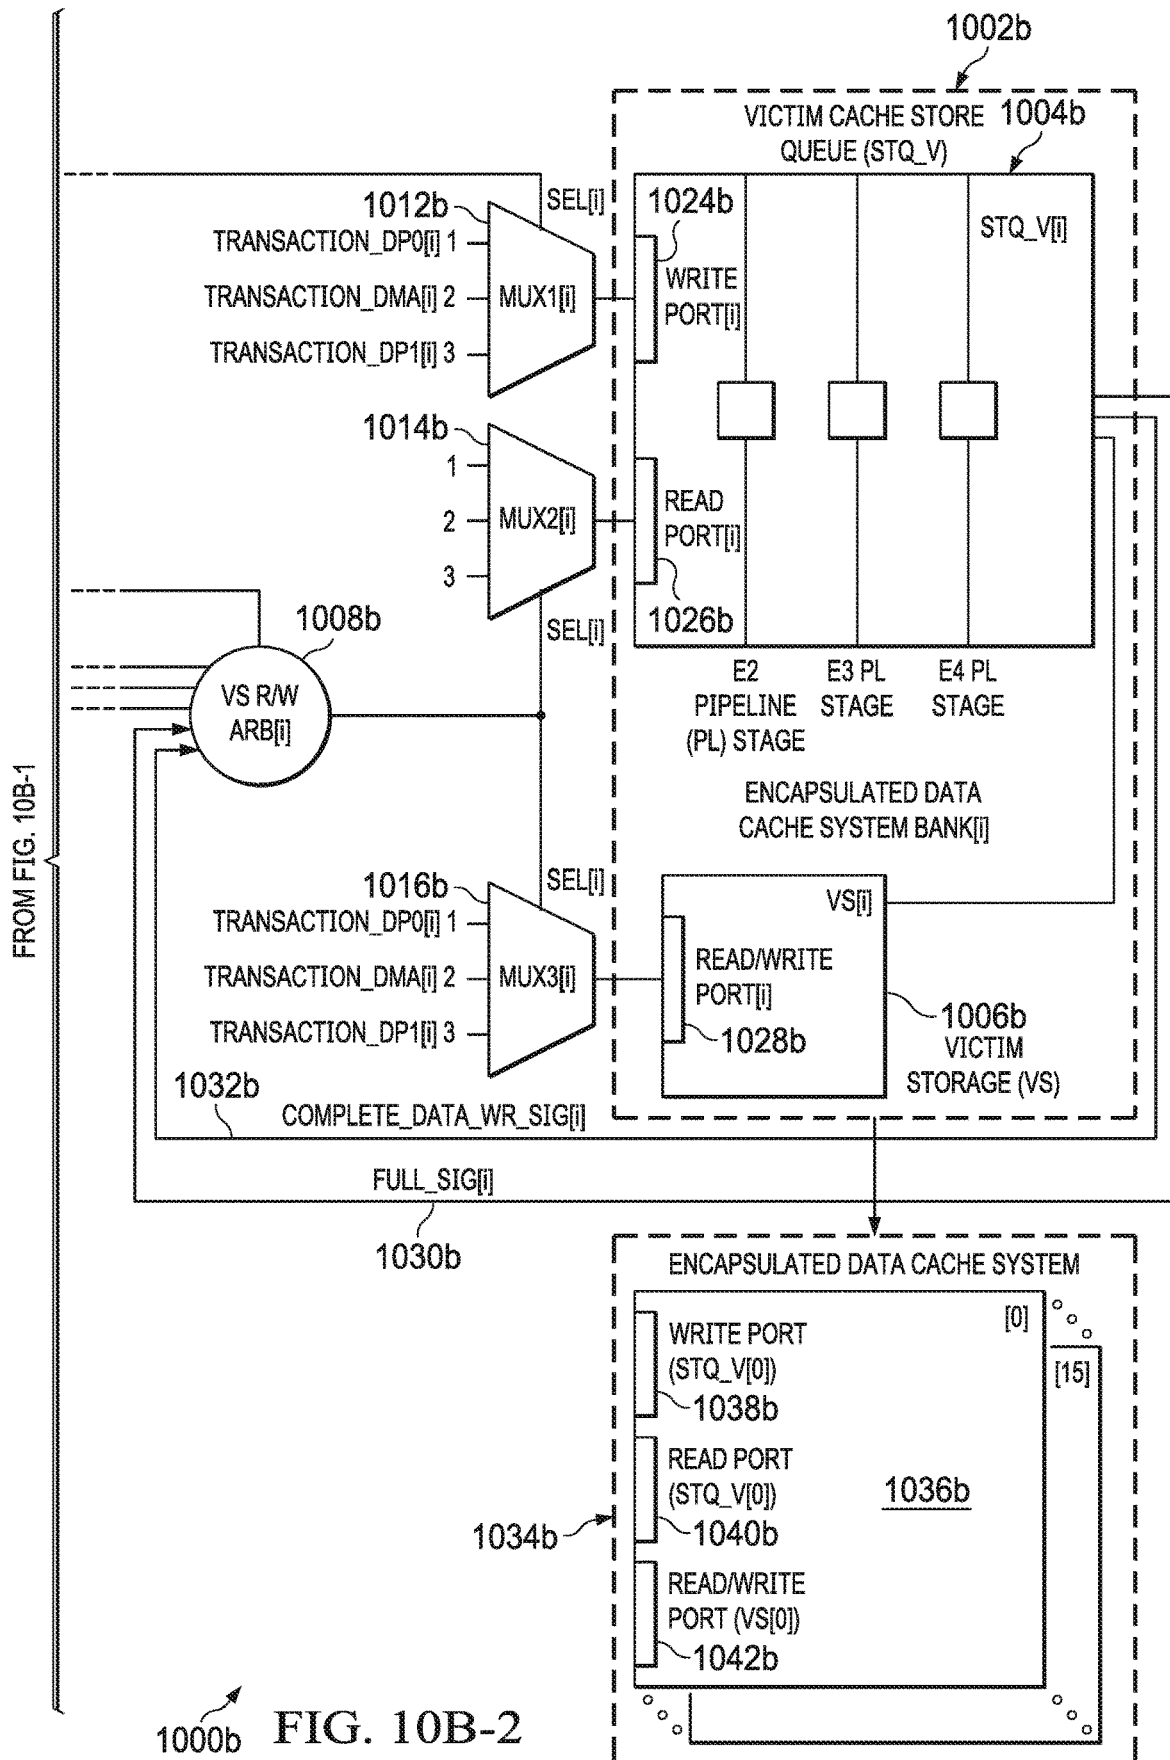 1002b
VICTIM CACHE STORE
QUEUE (STQ_V)
1004b
SEL[i]
1012b
TRANSACTION_DP0[i] 1
TRANSACTION_DMA[i] 2
TRANSACTION_DP1[i] 3
MUX1[i]
1024b
WRITE
PORT[i]
STQ_V[i]
1014b
1
2
3
MUX2[i]
READ
PORT[i]
1026b
SEL[i]
1008b
VS R/W
ARB[i]
E2
PIPELINE
(PL) STAGE
E3 PL
STAGE
E4 PL
STAGE
ENCAPSULATED DATA
CACHE SYSTEM BANK[i]
FROM FIG. 10B-1
1016b
SEL[i]
TRANSACTION_DP0[i] 1
TRANSACTION_DMA[i] 2
TRANSACTION_DP1[i] 3
MUX3[i]
VS[i]
READ/WRITE
PORT[i]
1028b
1006b
VICTIM
STORAGE (VS)
1032b
COMPLETE_DATA_WR_SIG[i]
FULL_SIG[i]
1030b
ENCAPSULATED DATA CACHE SYSTEM
[0]
[15]
WRITE PORT
(STQ_V[0])
1038b
READ PORT
(STQ_V[0])
1040b
1036b
1034b
READ/WRITE
PORT (VS[0])
1042b
1000b
FIG. 10B-2